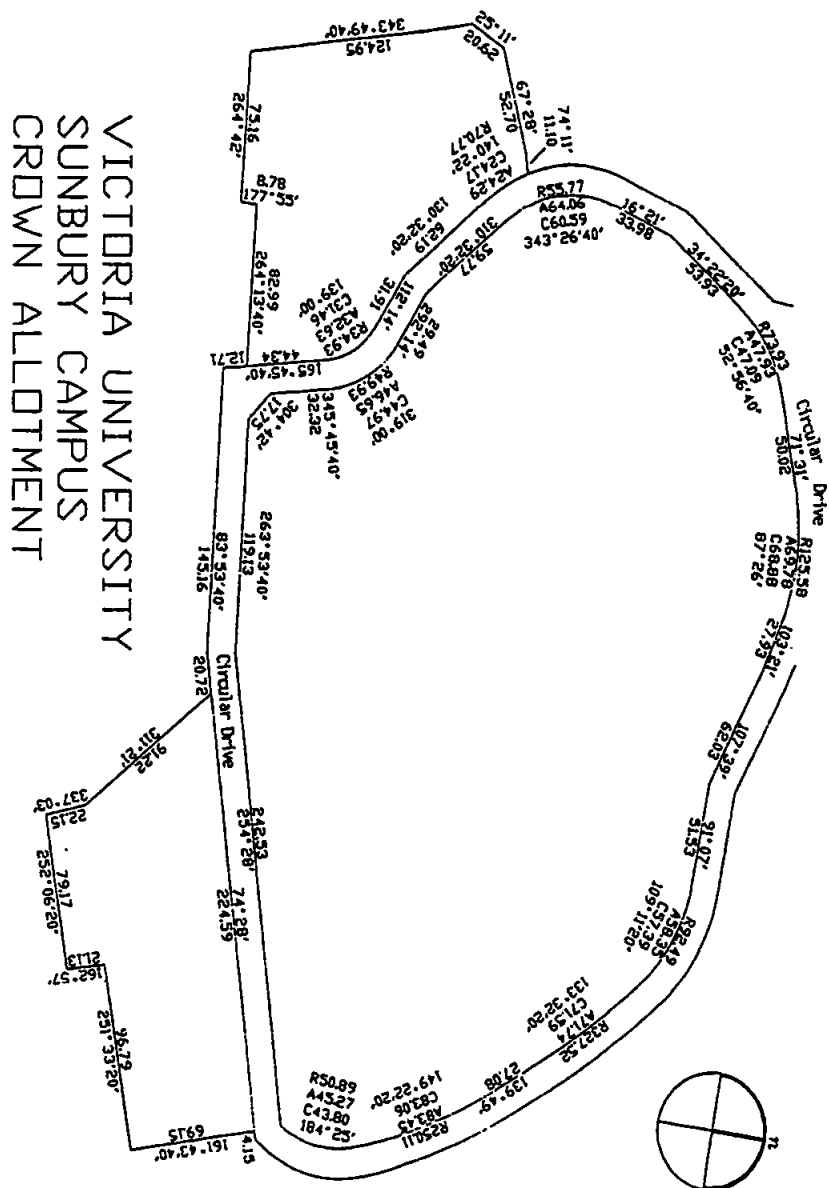 VICTORIA UNIVERSITY
SUNBURY CAMPUS
CROWN ALLOTMENT
343°49'40"
124.95
25°11'
20.62
67°28'
52.70
74°11'
11.10
R70.77
A24.29
C24.17
140°22'
130°32'20"
62.19
112°14'
31.91
R34.93
A32.63
C31.46
139°00'
165°45'40"
44.34
12.71
75.16
264°42'
8.78
177°55'
82.99
264°13'40"
R55.77
A64.06
C60.59
343°26'40"
16°21'
33.98
34°22'20"
53.93
R73.93
A47.93
C47.09
52°56'40"
Circular Drive
71°31'
50.02
R125.58
A69.78
C68.88
87°26'
103°21'
27.93
107°39'
62.03
91°07'
51.53
R92.49
A58.35
C57.39
109°11'20"
R327.52
A71.74
C71.59
133°32'20"
139°49'
27.08
R250.11
A83.45
C83.06
149°22'20"
R50.89
A45.27
C43.80
184°25'
310°32'20"
59.77
292°14'
29.49
R49.93
A46.65
C44.97
319°00'
345°45'40"
32.32
304°42'
17.75
263°53'40"
119.13
83°53'40"
145.16
20.72
Circular Drive
242.53
254°28'
74°28'
224.59
4.15
311°21'
91.22
337°03'
22.15
79.17
252°06'20"
21.13
162°57'
96.79
251°33'20"
69.15
161°43'40"